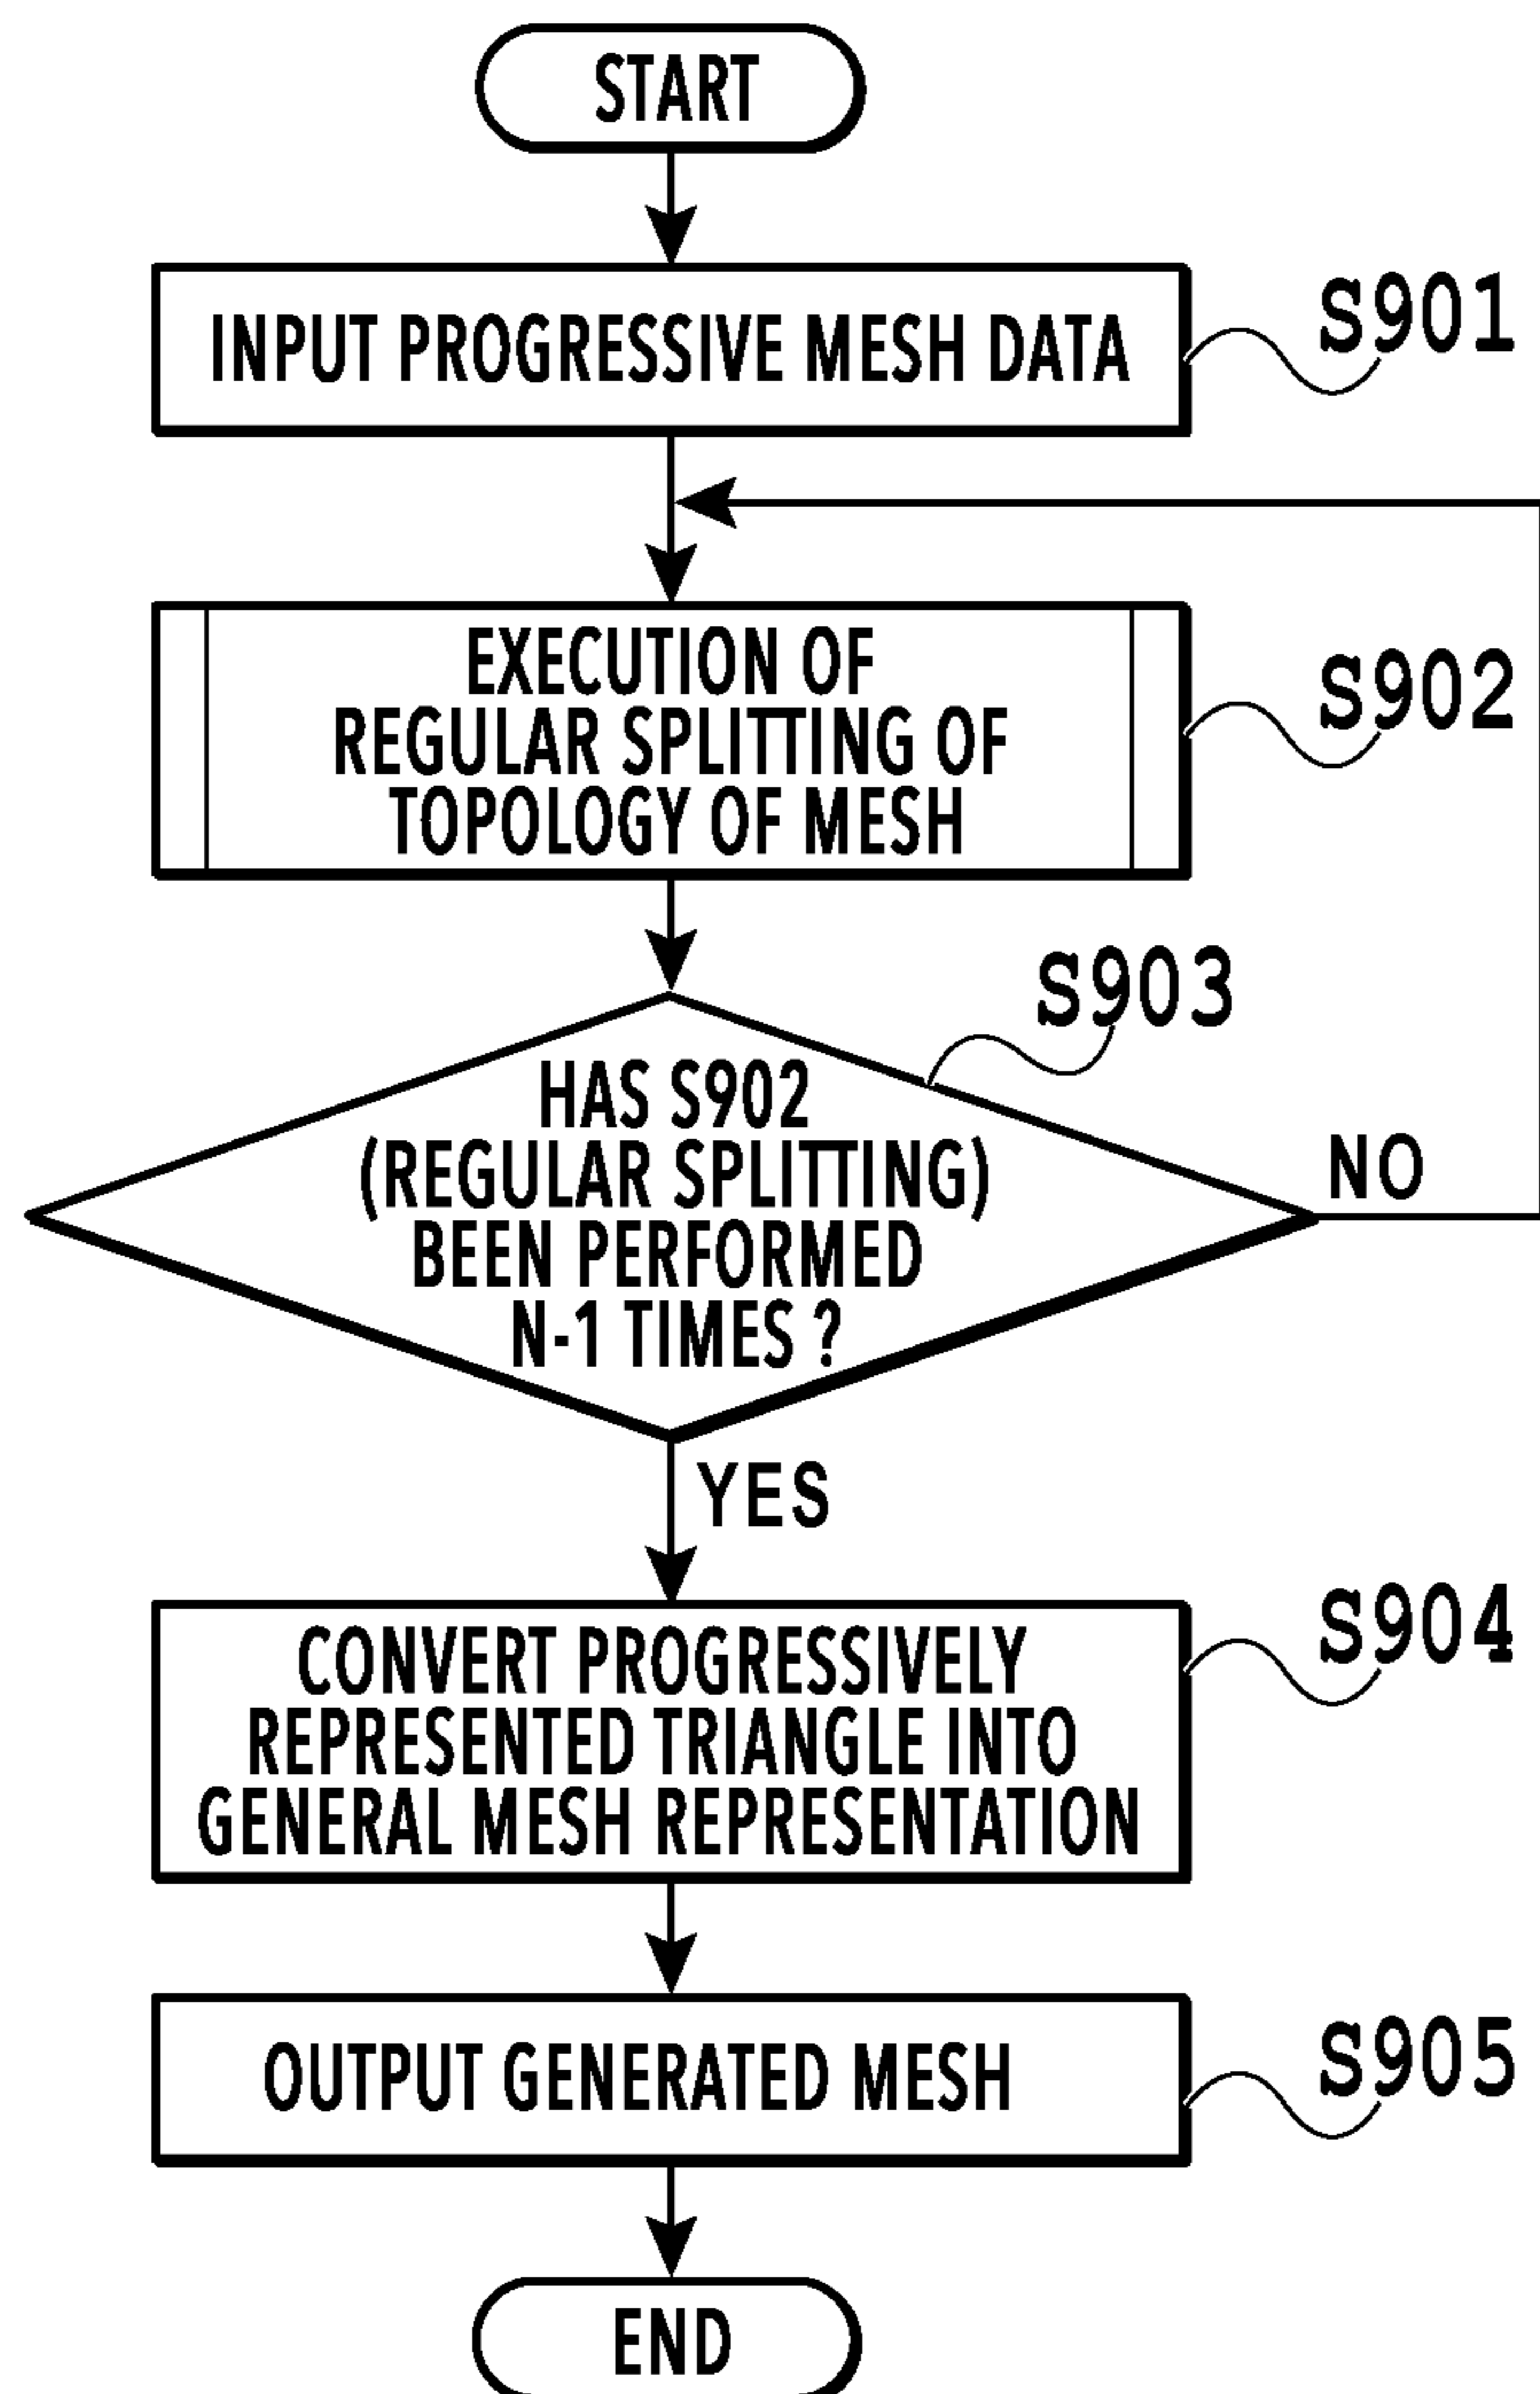 START
INPUT PROGRESSIVE MESH DATA
S901
EXECUTION OF
REGULAR SPLITTING OF
TOPOLOGY OF MESH
S902
S903
HAS S902
(REGULAR SPLITTING)
BEEN PERFORMED
N-1 TIMES ?
NO
YES
CONVERT PROGRESSIVELY
REPRESENTED TRIANGLE INTO
GENERAL MESH REPRESENTATION
S904
OUTPUT GENERATED MESH
S905
END